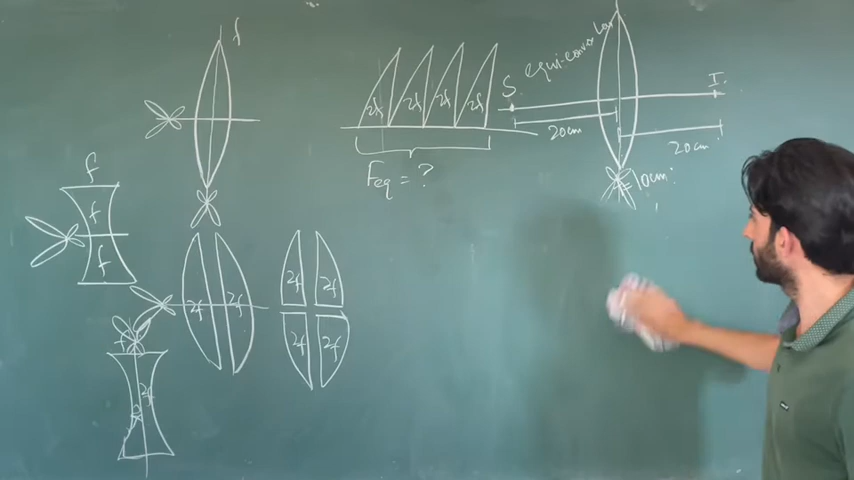 f
2f 2f 2f 2f
Feq = ?
S.
equi-convex Lens
I.
20cm
20cm
= 10cm.
f
f
f
2f 2f
2f 2f
2f 2f
2f
2f